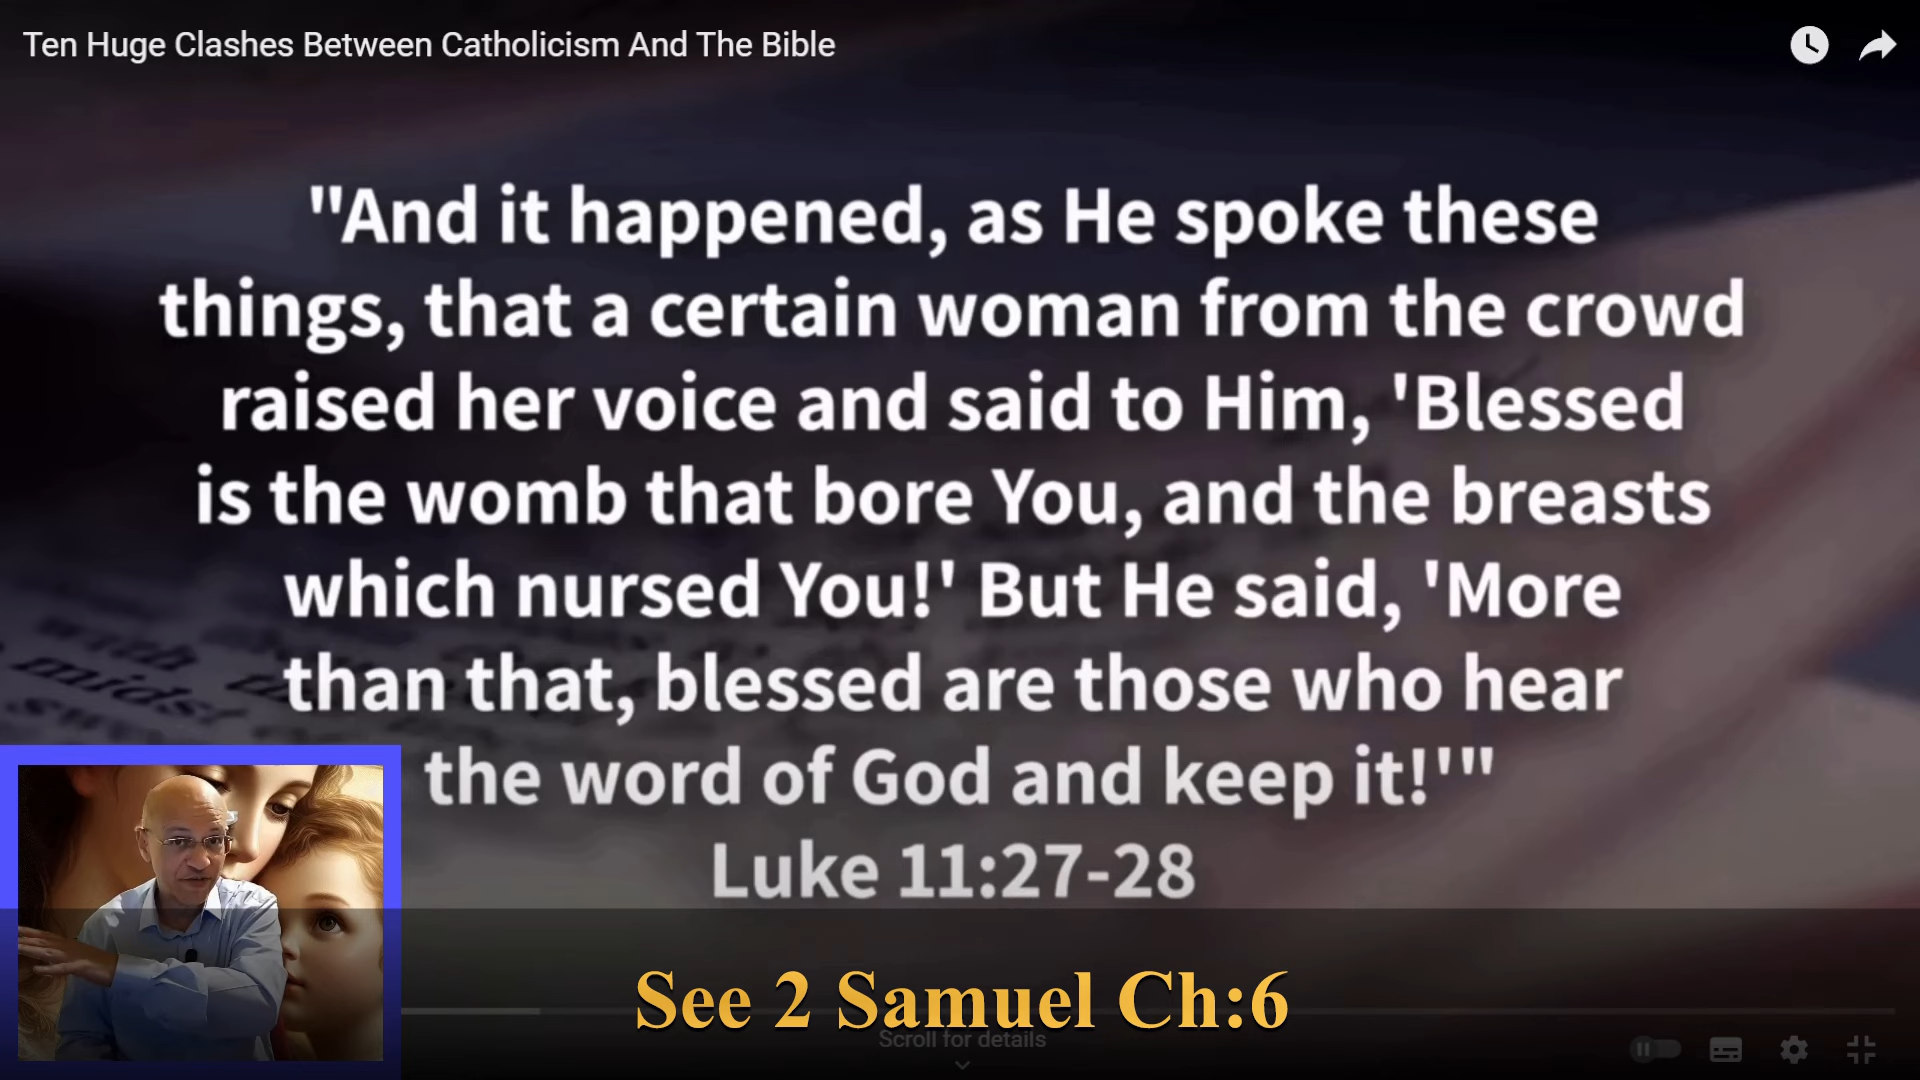 Ten Huge Clashes Between Catholicism And The Bible
"And it happened, as He spoke these
things, that a certain woman from the crowd
raised her voice and said to Him, 'Blessed
is the womb that bore You, and the breasts
which nursed You!' But He said, 'More
than that, blessed are those who hear
the word of God and keep it!'"
Luke 11:27-28
with
midst
See 2 Samuel Ch:6
Scroll for details